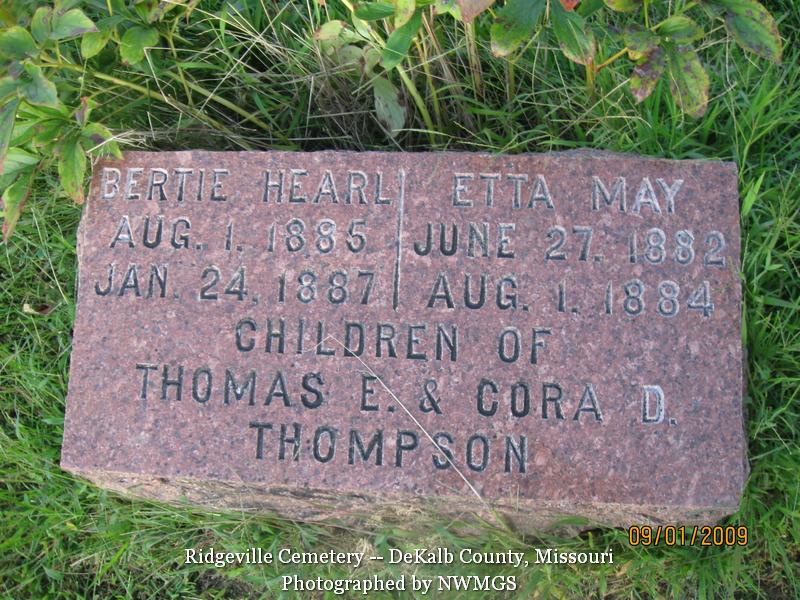 BERTIE HEARL
AUG. 1. 1885
JAN. 24. 1887
ETTA MAY
JUNE 27. 1882
AUG. 1. 1884
CHILDREN OF
THOMAS E. & CORA D.
THOMPSON
09/01/2009
Ridgeville Cemetery -- DeKalb County, Missouri
Photographed by NWMGS